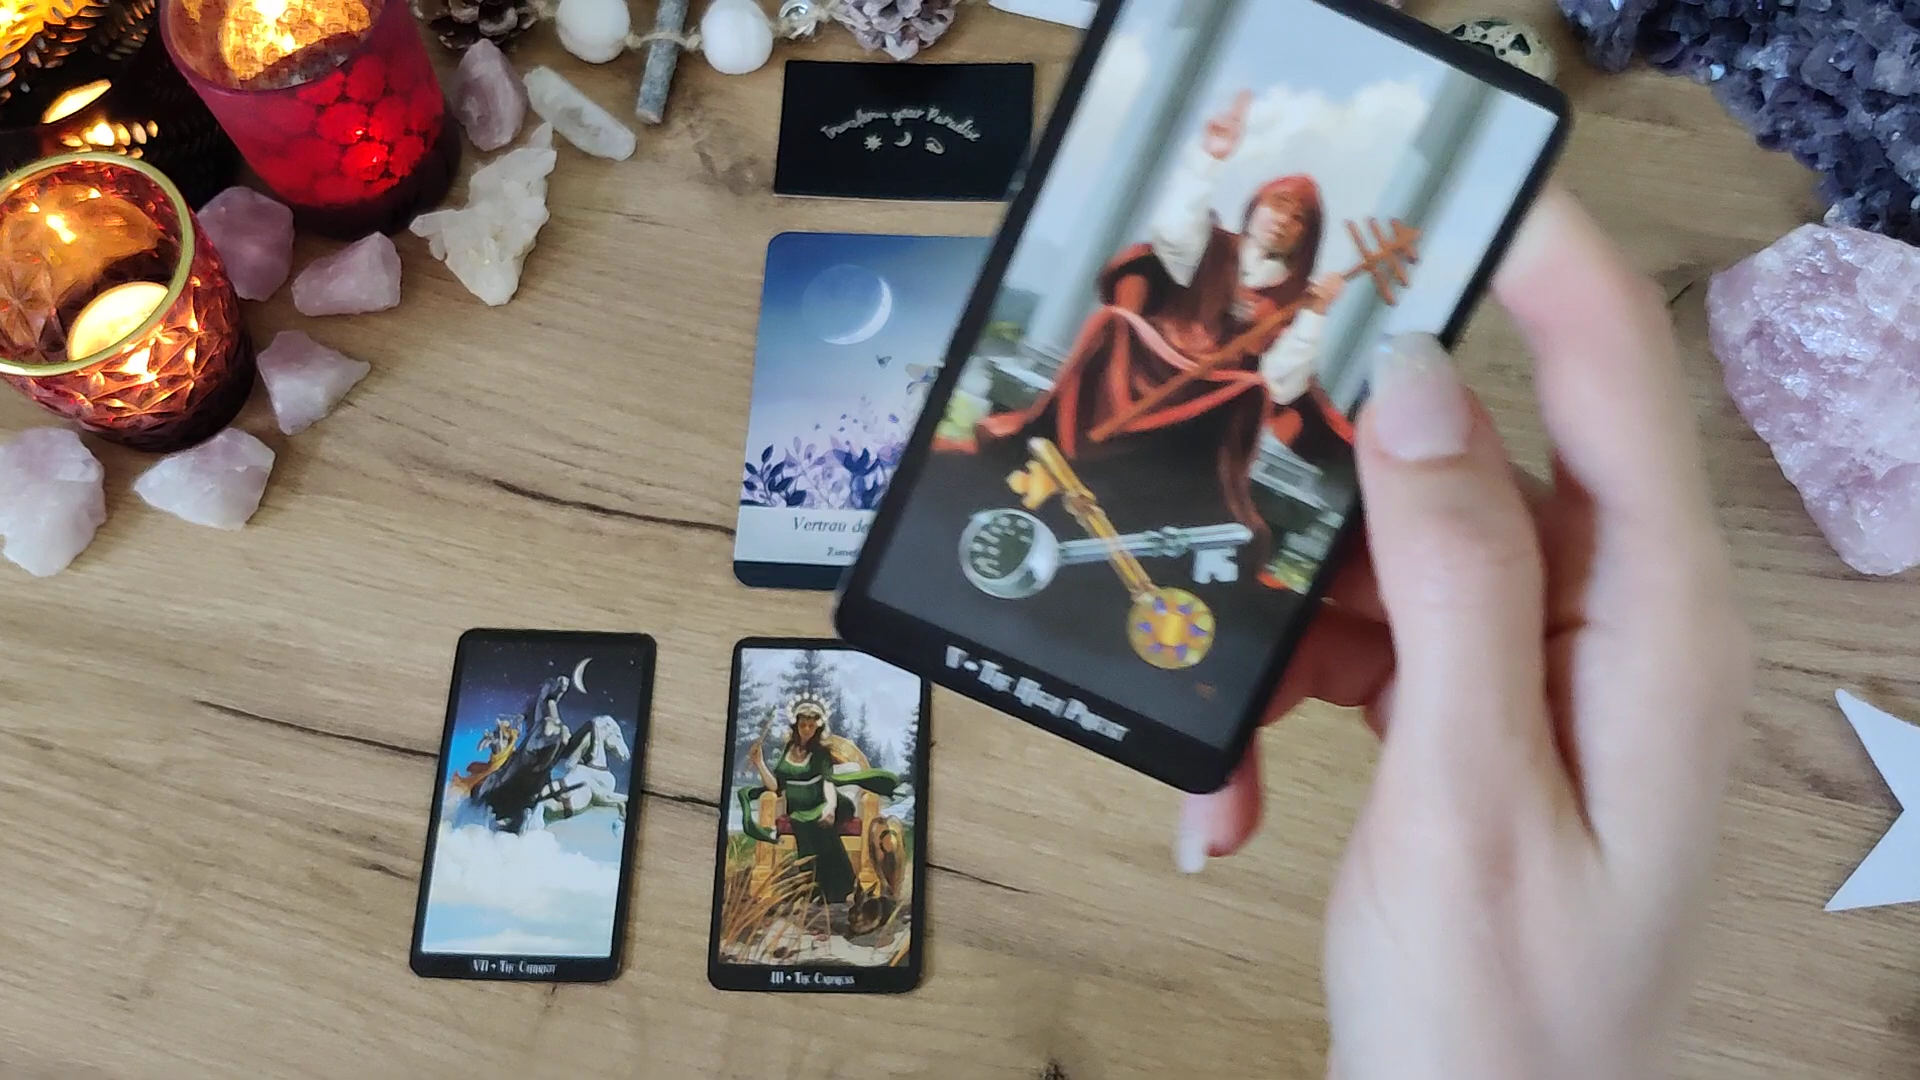 Transform your Paradise
Vertrau de
V • The High Priest
VII • The Chariot
III • The Empress